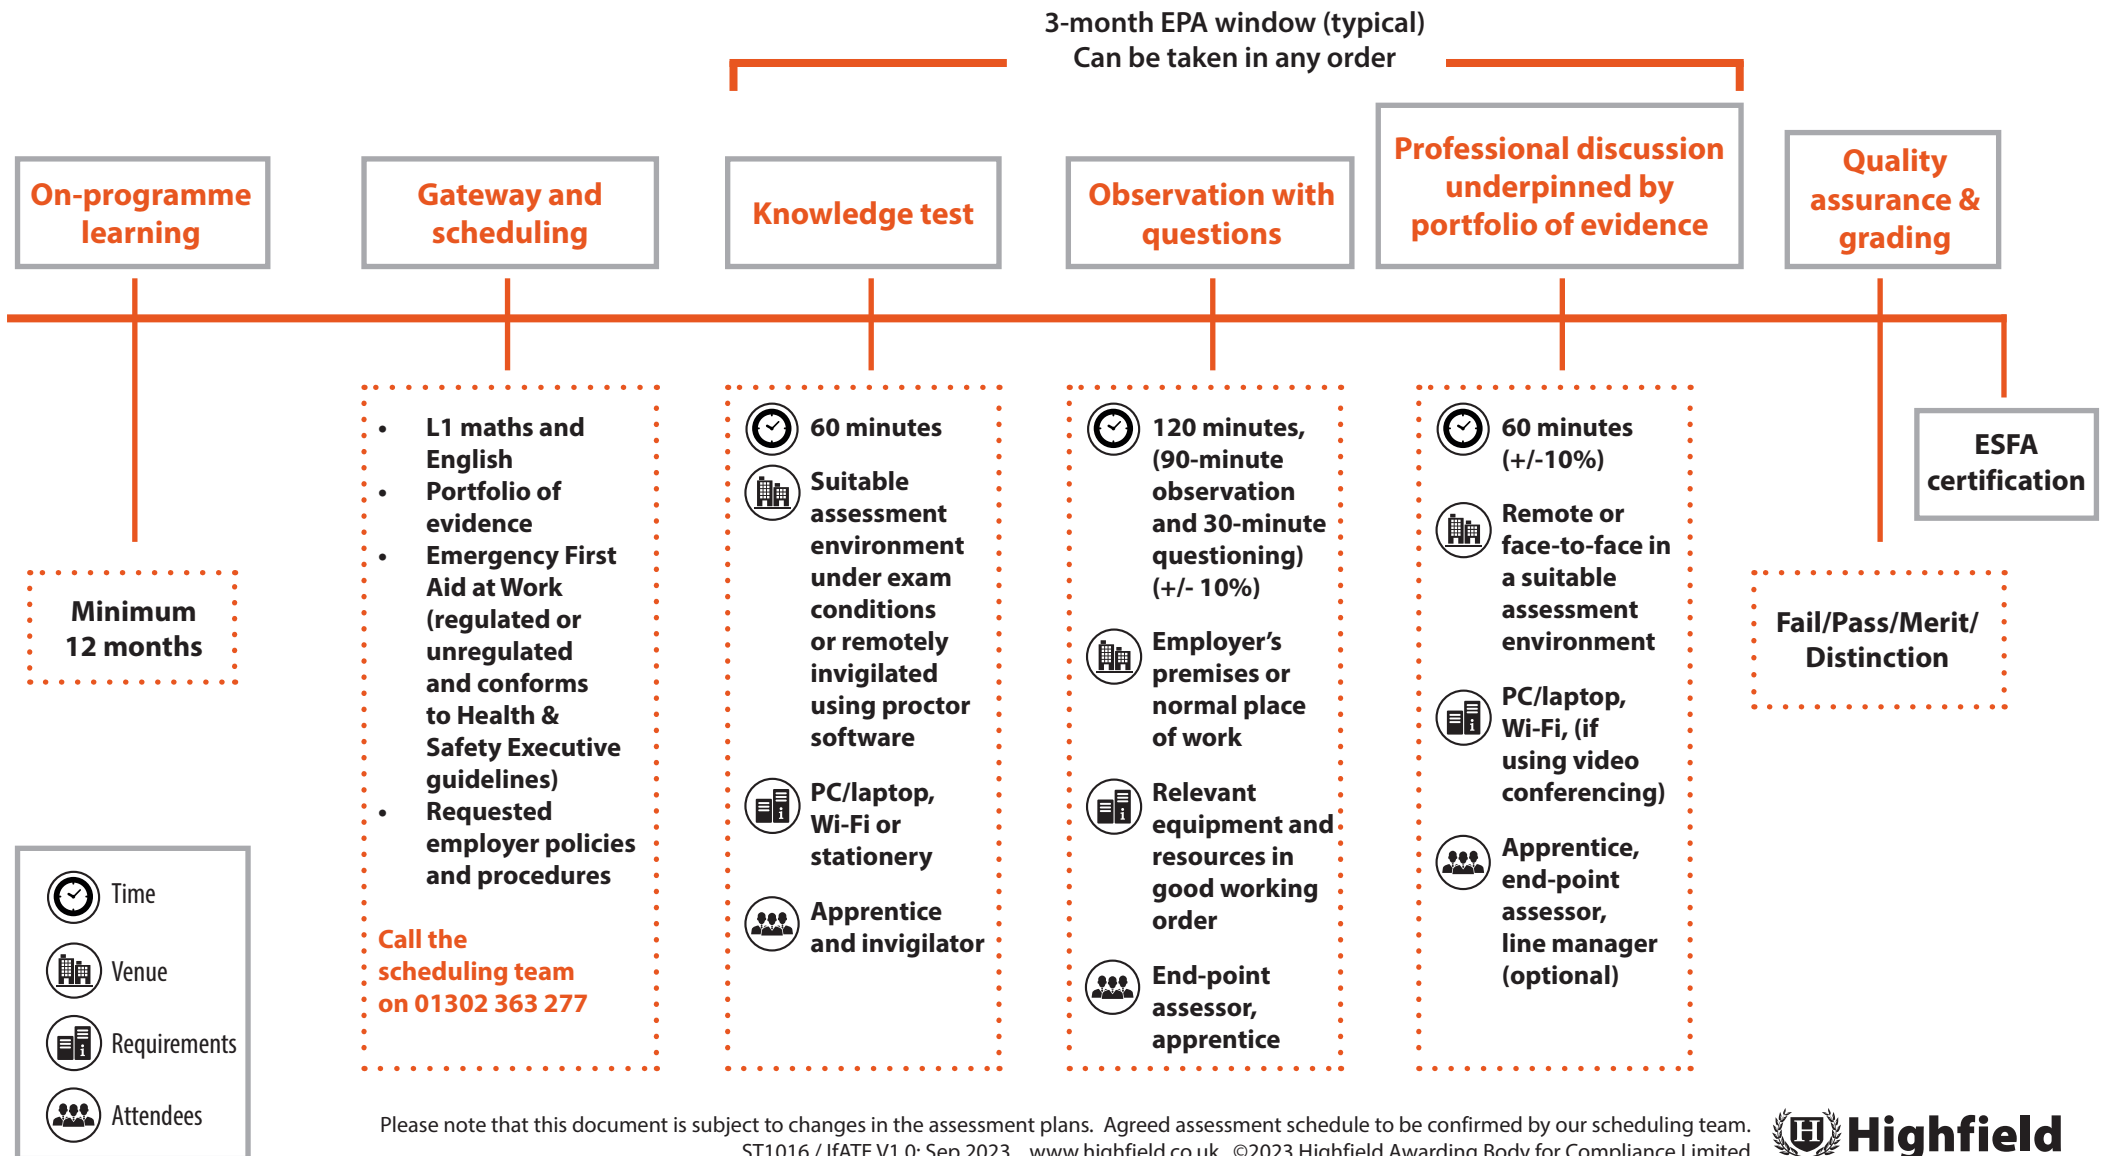 3-month EPA window (typical)
Can be taken in any order
On-programme
learning
Gateway and
scheduling
Knowledge test
Observation with
questions
Professional discussion
underpinned by
portfolio of evidence
Quality
assurance &
grading
Minimum
12 months
• L1 maths and
English
• Portfolio of
evidence
• Emergency First
Aid at Work
(regulated or
unregulated
and conforms
to Health &
Safety Executive
guidelines)
• Requested
employer policies
and procedures
Call the
scheduling team
on 01302 363 277
60 minutes
Suitable
assessment
environment
under exam
conditions
or remotely
invigilated
using proctor
software
PC/laptop,
Wi-Fi or
stationery
Apprentice
and invigilator
120 minutes,
(90-minute
observation
and 30-minute
questioning)
(+/- 10%)
Employer’s
premises or
normal place
of work
Relevant
equipment and
resources in
good working
order
End-point
assessor,
apprentice
60 minutes
(+/-10%)
Remote or
face-to-face in
a suitable
assessment
environment
PC/laptop,
Wi-Fi, (if
using video
conferencing)
Apprentice,
end-point
assessor,
line manager
(optional)
Fail/Pass/Merit/
Distinction
ESFA
certification
Time
Venue
Requirements
Attendees
Please note that this document is subject to changes in the assessment plans. Agreed assessment schedule to be confirmed by our scheduling team.
ST1016 / IfATE V1.0; Sep 2023 www.highfield.co.uk ©2023 Highfield Awarding Body for Compliance Limited
H Highfield